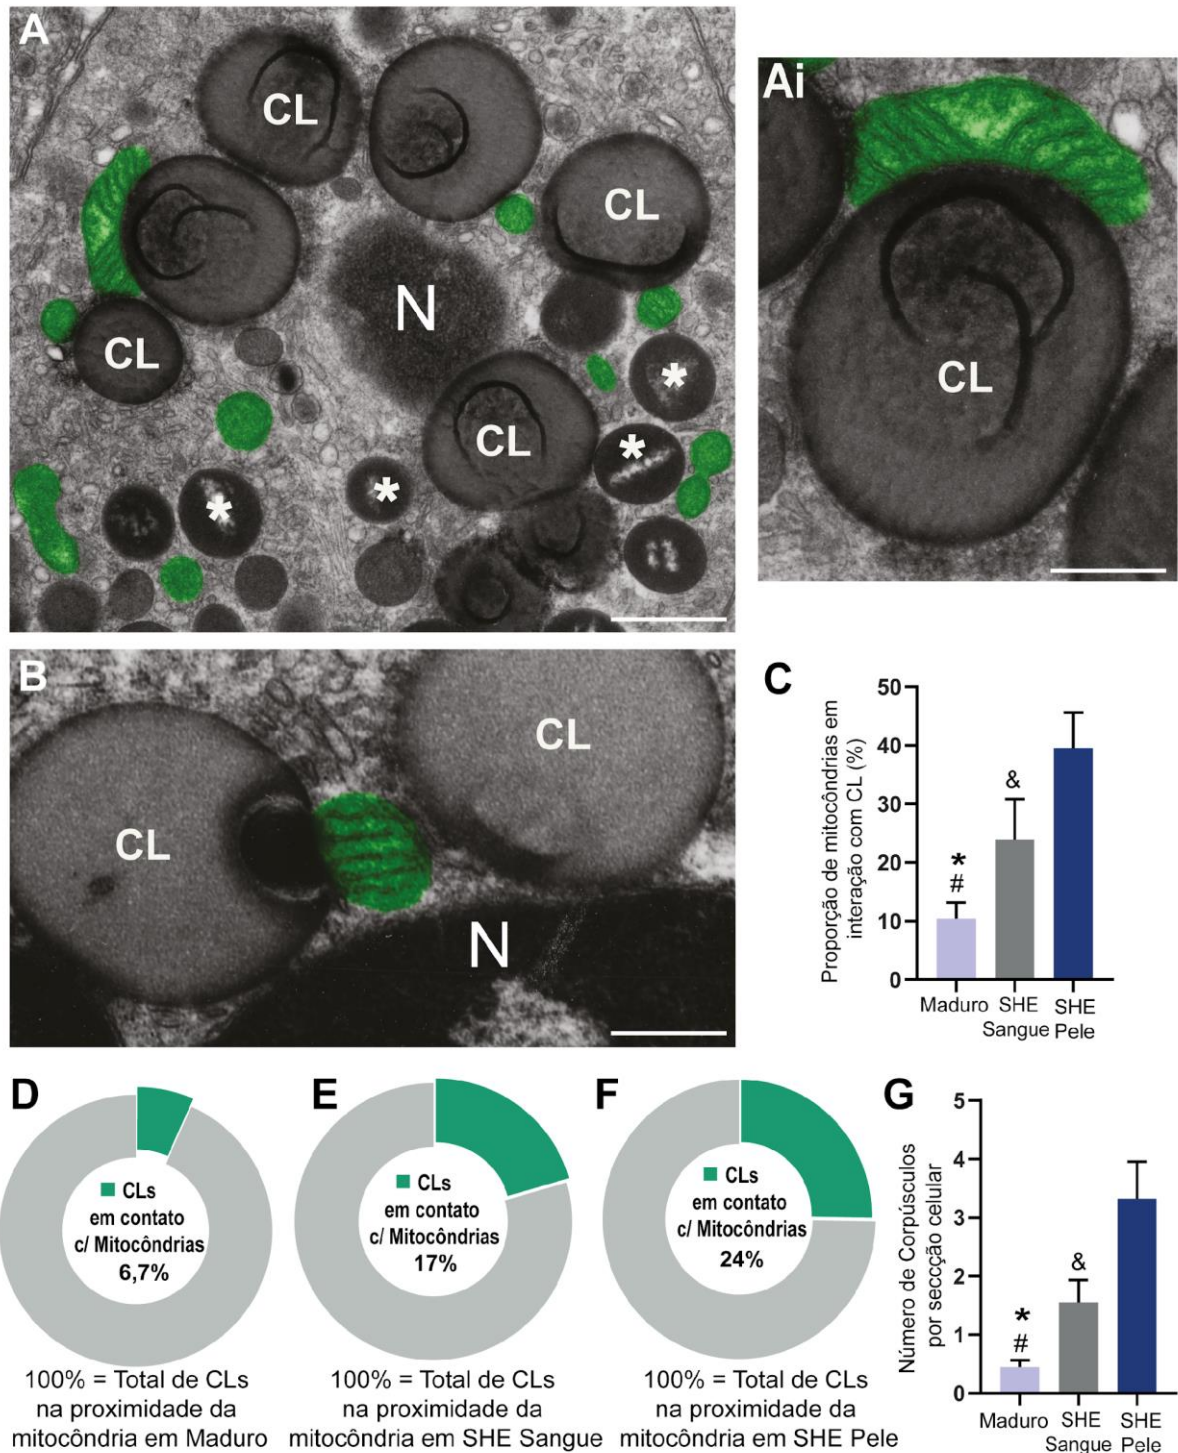 A
CL
CL
N
CL
CL
*
*
*
*
Ai
CL
B
CL
CL
N
C
Proporção de mitocôndrias em
interação com CL (%)
50
40
30
20
10
0
*
#
&
Maduro
SHE
Sangue
SHE
Pele
D
CLs
em contato
c/ Mitocôndrias
6,7%
100% = Total de CLs
na proximidade da
mitocôndria em Maduro
E
CLs
em contato
c/ Mitocôndrias
17%
100% = Total de CLs
na proximidade da
mitocôndria em SHE Sangue
F
CLs
em contato
c/ Mitocôndrias
24%
100% = Total de CLs
na proximidade da
mitocôndria em SHE Pele
G
Número de Corpúsculos
por seccção celular
5
4
3
2
1
0
*
#
&
Maduro
SHE
Sangue
SHE
Pele